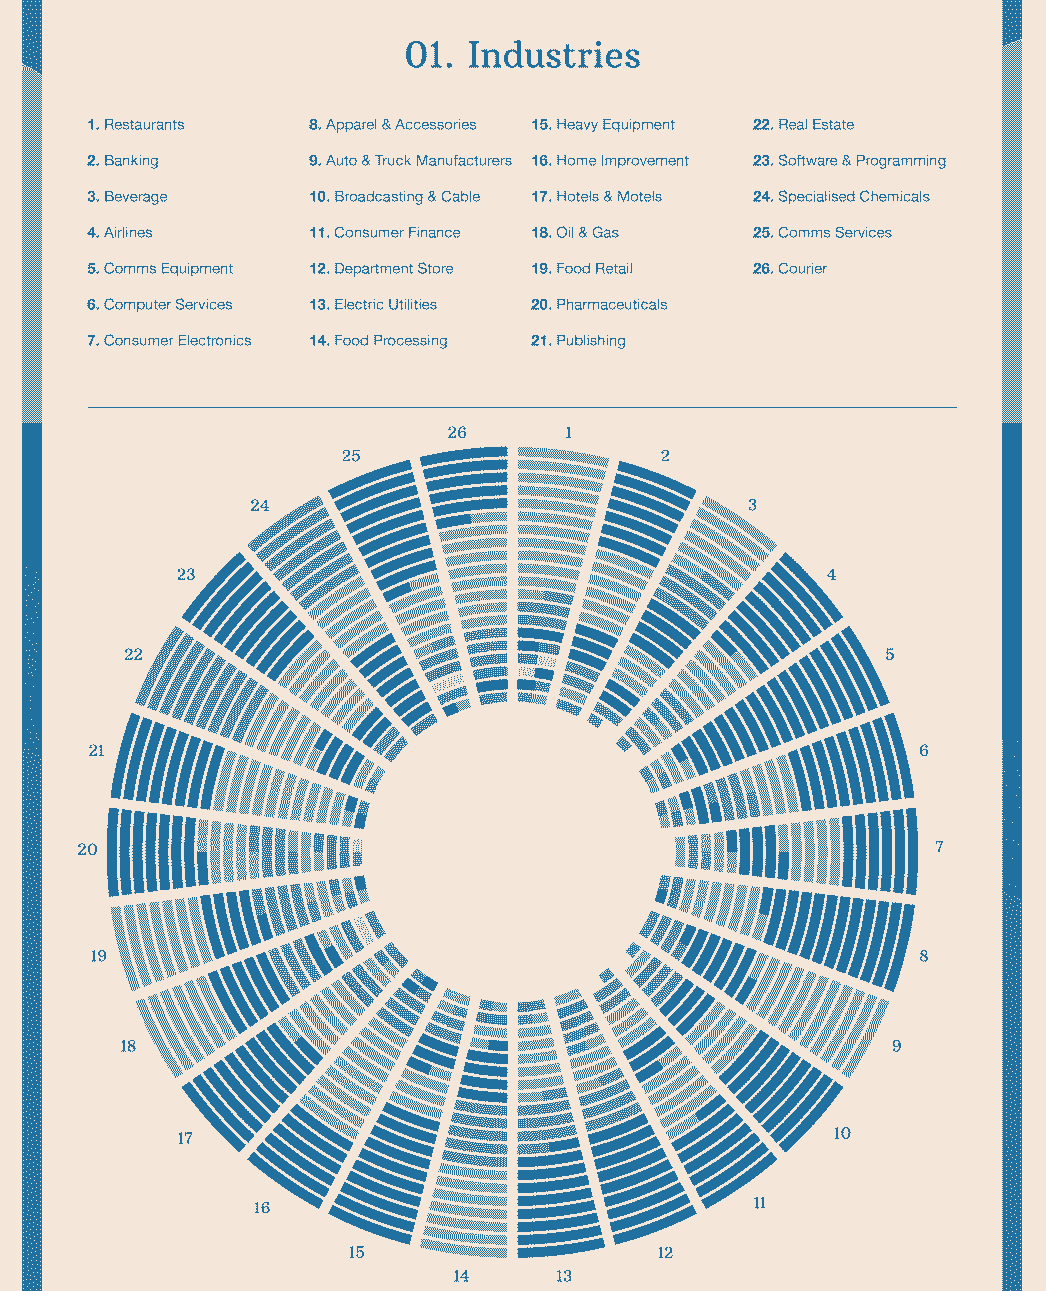 01. Industries
1. Restaurants
2. Banking
3. Beverage
4. Airlines
5. Comms Equipment
6. Computer Services
7. Consumer Electronics
8. Apparel & Accessories
9. Auto & Truck Manufacturers
10. Broadcasting & Cable
11. Consumer Finance
12. Department Store
13. Electric Utilities
14. Food Processing
15. Heavy Equipment
16. Home Improvement
17. Hotels & Motels
18. Oil & Gas
19. Food Retail
20. Pharmaceuticals
21. Publishing
22. Real Estate
23. Software & Programming
24. Specialised Chemicals
25. Comms Services
26. Courier
1
2
3
4
5
6
7
8
9
10
11
12
13
14
15
16
17
18
19
20
21
22
23
24
25
26